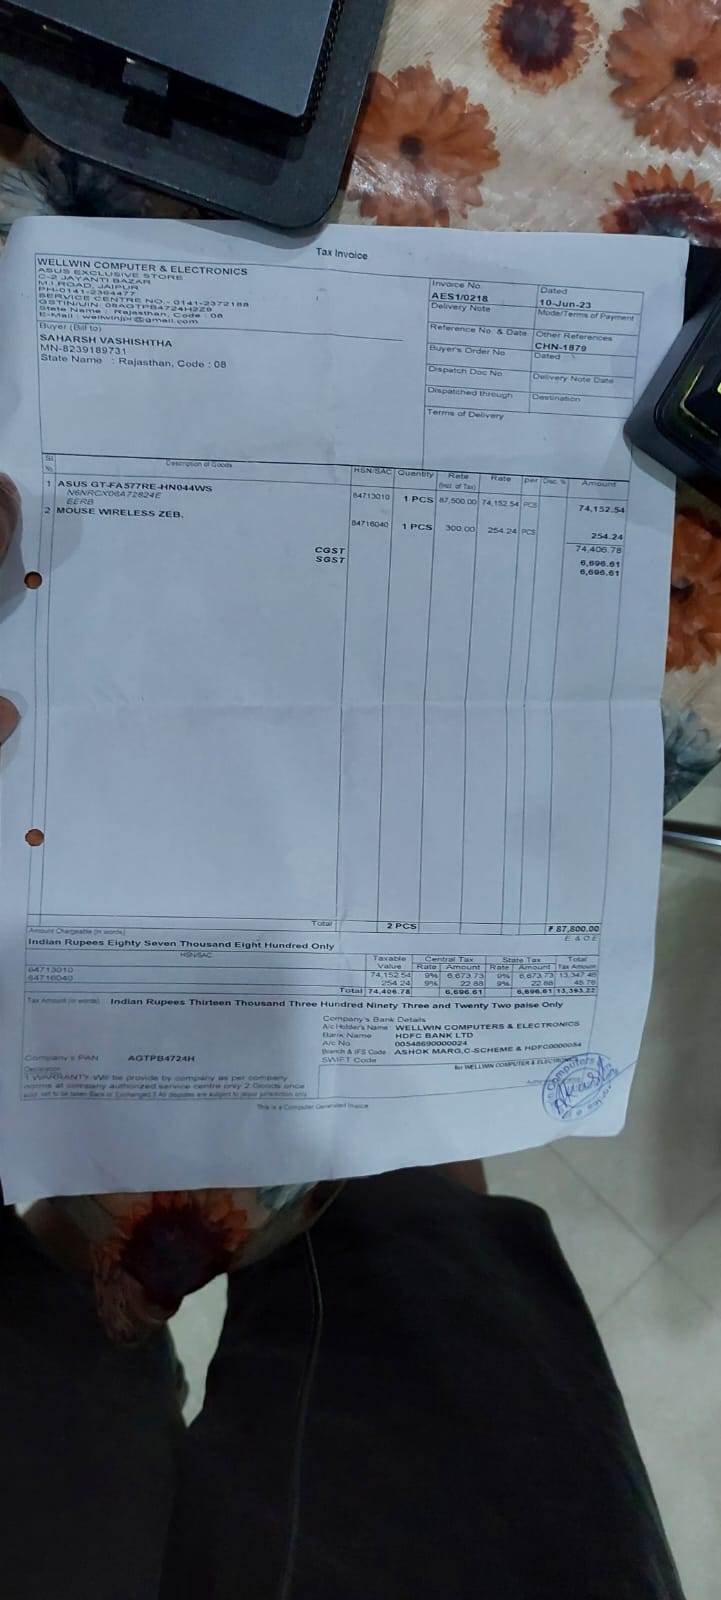 Tax Invoice
WELLWIN COMPUTER & ELECTRONICS
ASUS EXCLUSIVE STORE
C-2 JAYANTI BAZAR
M.I.ROAD, JAIPUR
PH-0141-2364477
SERVICE CENTRE NO.- 0141-2372188
GSTIN/UIN: 08AGTPB4724H2Z9
State Name : Rajasthan, Code : 08
E-Mail : wellwinjpr@gmail.com
Invoice No. Dated
AES1/0218 10-Jun-23
Delivery Note Mode/Terms of Payment
Reference No. & Date. Other References
CHN-1879
Buyer's Order No. Dated
Dispatch Doc No. Delivery Note Date
Dispatched through Destination
Terms of Delivery
Buyer (Bill to)
SAHARSH VASHISHTHA
MN-8239189731
State Name : Rajasthan, Code : 08
Sl No. Description of Goods HSN/SAC Quantity Rate (Incl. of Tax) Rate per Disc. % Amount
1 ASUS GT-FA577RE-HN044WS 84713010 1 PCS 87,500.00 74,152.54 PCS 74,152.54
N6NRCX06A72824E
EERB
2 MOUSE WIRELESS ZEB. 84716040 1 PCS 300.00 254.24 PCS 254.24
74,406.78
CGST 6,696.61
SGST 6,696.61
Total 2 PCS ₹ 87,800.00
Amount Chargeable (in words) E. & O.E
Indian Rupees Eighty Seven Thousand Eight Hundred Only
HSN/SAC Taxable Value Central Tax Rate Amount State Tax Rate Amount Total Tax Amount
84713010 74,152.54 9% 6,673.73 9% 6,673.73 13,347.46
84716040 254.24 9% 22.88 9% 22.88 45.76
Total 74,406.78 6,696.61 6,696.61 13,393.22
Tax Amount (in words) : Indian Rupees Thirteen Thousand Three Hundred Ninety Three and Twenty Two paise Only
Company's Bank Details
A/c Holder's Name : WELLWIN COMPUTERS & ELECTRONICS
Bank Name : HDFC BANK LTD
A/c No. : 00548690000024
Branch & IFS Code : ASHOK MARG,C-SCHEME & HDFC0000054
SWIFT Code
Company's PAN : AGTPB4724H
Declaration
1.WARRANTY WILL be provide by company as per company
norms at company authorized service centre only 2 Goods once
sold not to be taken Back or Exchanged 3 All disputes are subject to jaipur jurisdiction only
for WELLWIN COMPUTER & ELECTRONICS
This is a Computer Generated Invoice